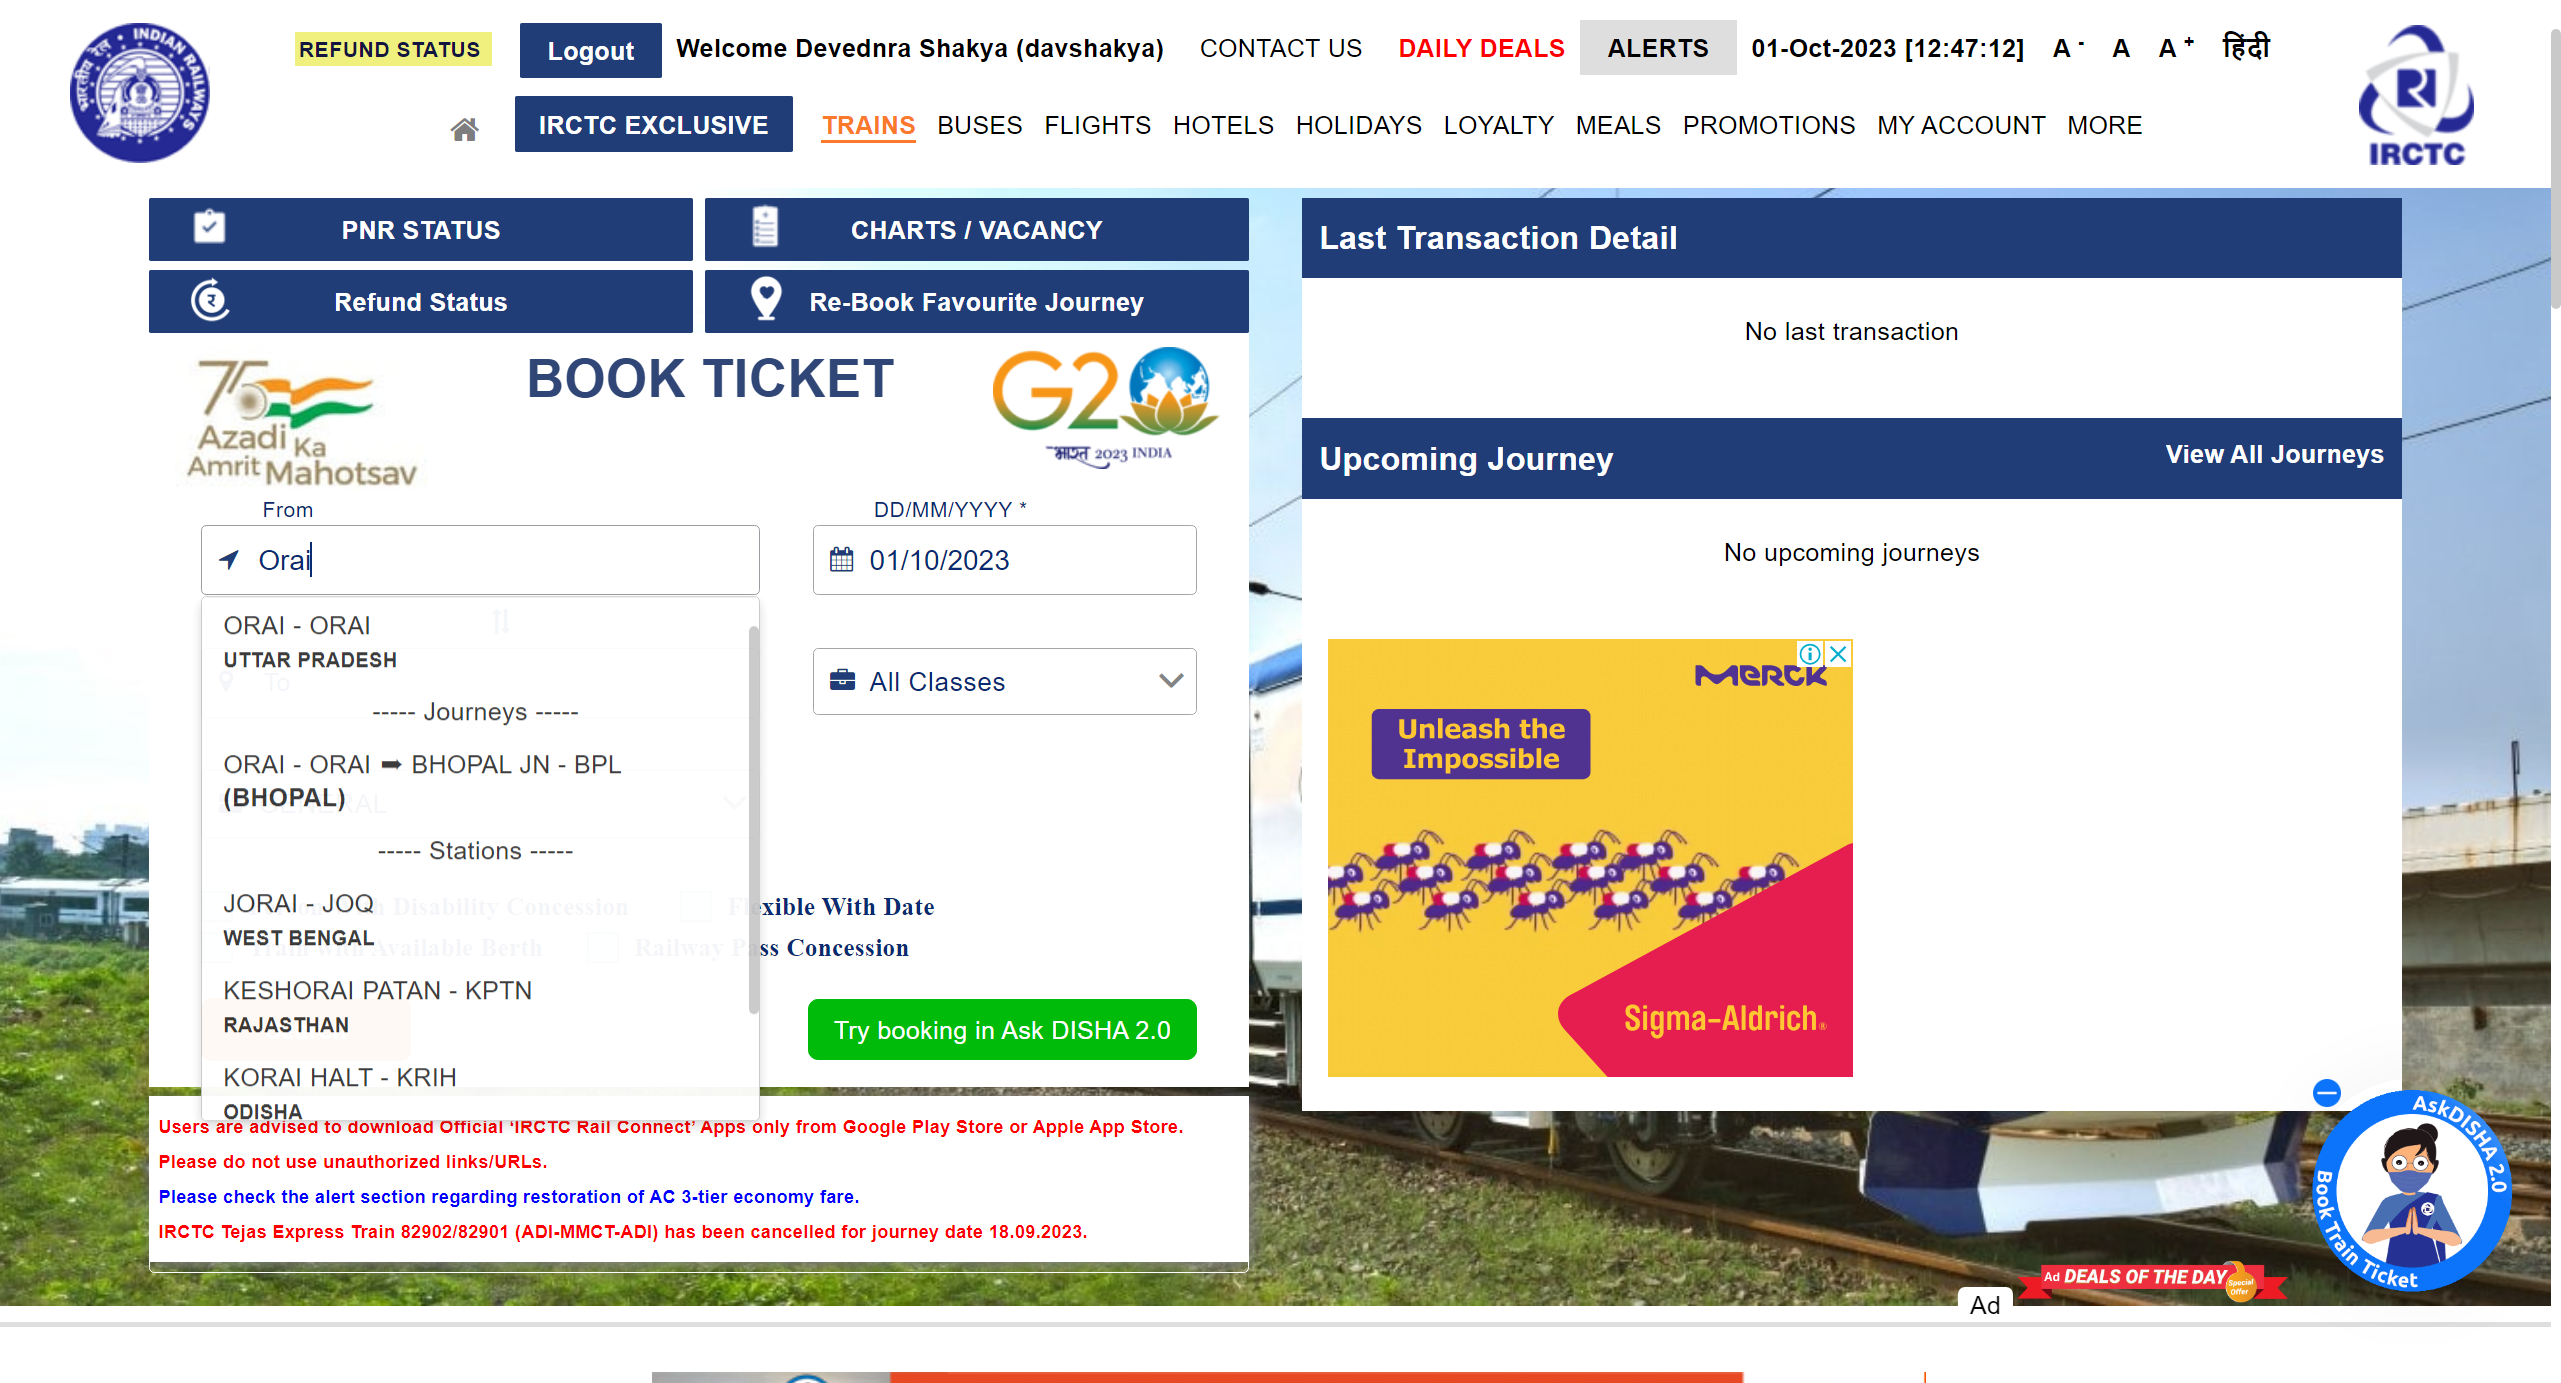 REFUND STATUS
Logout
Welcome Devednra Shakya (davshakya)
CONTACT US
DAILY DEALS
ALERTS
01-Oct-2023 [12:47:12]
A -
A
A +
हिंदी
INDIAN RAILWAYS
भारतीय रेल
IRCTC EXCLUSIVE
TRAINS
BUSES
FLIGHTS
HOTELS
HOLIDAYS
LOYALTY
MEALS
PROMOTIONS
MY ACCOUNT
MORE
IRCTC
PNR STATUS
CHARTS / VACANCY
Refund Status
Re-Book Favourite Journey
75
Azadi Ka
Amrit Mahotsav
BOOK TICKET
G20
भारत 2023 INDIA
From
Orai
DD/MM/YYYY *
01/10/2023
ORAI - ORAI
UTTAR PRADESH
To
All Classes
----- Journeys -----
ORAI - ORAI ➡ BHOPAL JN - BPL
(BHOPAL)
----- Stations -----
JORAI - JOQ
WEST BENGAL
Disability Concession
Flexible With Date
Train with Available Berth
Railway Pass Concession
KESHORAI PATAN - KPTN
RAJASTHAN
KORAI HALT - KRIH
ODISHA
Try booking in Ask DISHA 2.0
Users are advised to download Official ‘IRCTC Rail Connect’ Apps only from Google Play Store or Apple App Store.
Please do not use unauthorized links/URLs.
Please check the alert section regarding restoration of AC 3-tier economy fare.
IRCTC Tejas Express Train 82902/82901 (ADI-MMCT-ADI) has been cancelled for journey date 18.09.2023.
Last Transaction Detail
No last transaction
Upcoming Journey
View All Journeys
No upcoming journeys
MERCK
Unleash the
Impossible
Sigma-Aldrich®
AskDISHA 2.0
Book Train Ticket
Ad DEALS OF THE DAY
Special
Offer
Ad